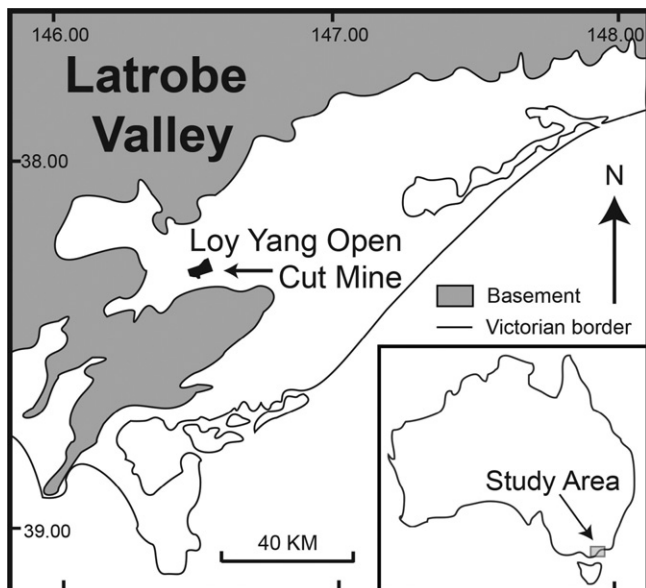 146.00
147.00
148.00
Latrobe
Valley
38.00
N
Loy Yang Open
Cut Mine
Basement
Victorian border
Study Area
39.00
40 KM